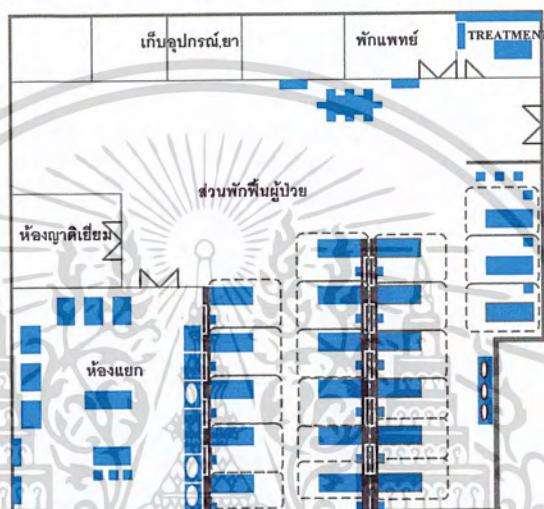 เก็บอุปกรณ์,ยา
พักแพทย์
TREATMEN
ส่วนพักฟื้นผู้ป่วย
ห้องญาติเยี่ยม
ห้องแยก